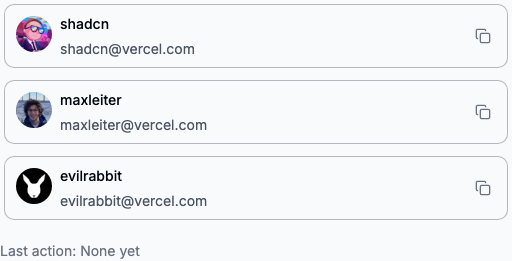 shadcn
shadcn@vercel.com
maxleiter
maxleiter@vercel.com
evilrabbit
evilrabbit@vercel.com
Last action: None yet